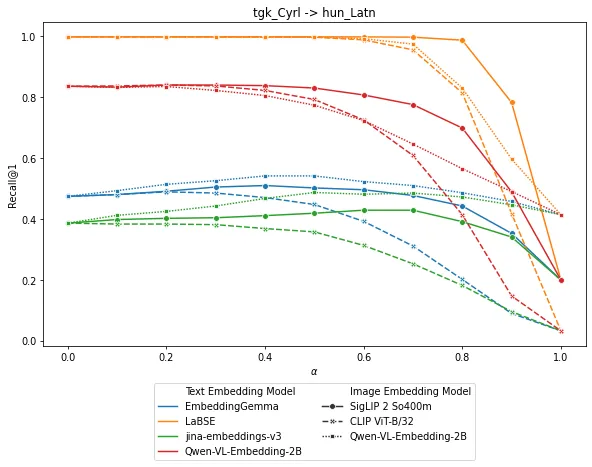 tgk_Cyrl -> hun_Latn
Recall@1
1.0
0.8
0.6
0.4
0.2
0.0
0.0 0.2 0.4 0.6 0.8 1.0
α
Text Embedding Model Image Embedding Model
EmbeddingGemma SigLIP 2 So400m
LaBSE CLIP ViT-B/32
jina-embeddings-v3 Qwen-VL-Embedding-2B
Qwen-VL-Embedding-2B